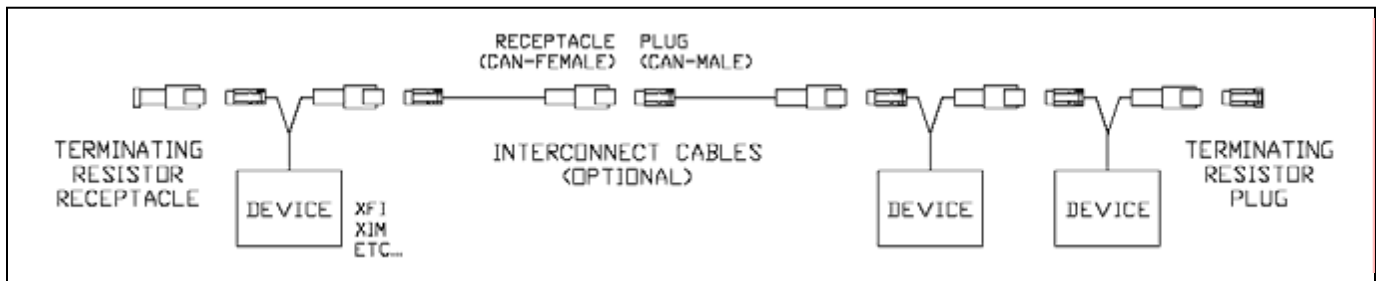 RECEPTACLE PLUG
(CAN-FEMALE) (CAN-MALE)
TERMINATING
RESISTOR
RECEPTACLE
INTERCONNECT CABLES
(OPTIONAL)
TERMINATING
RESISTOR
PLUG
DEVICE
XFI
XIM
ETC...
DEVICE
DEVICE